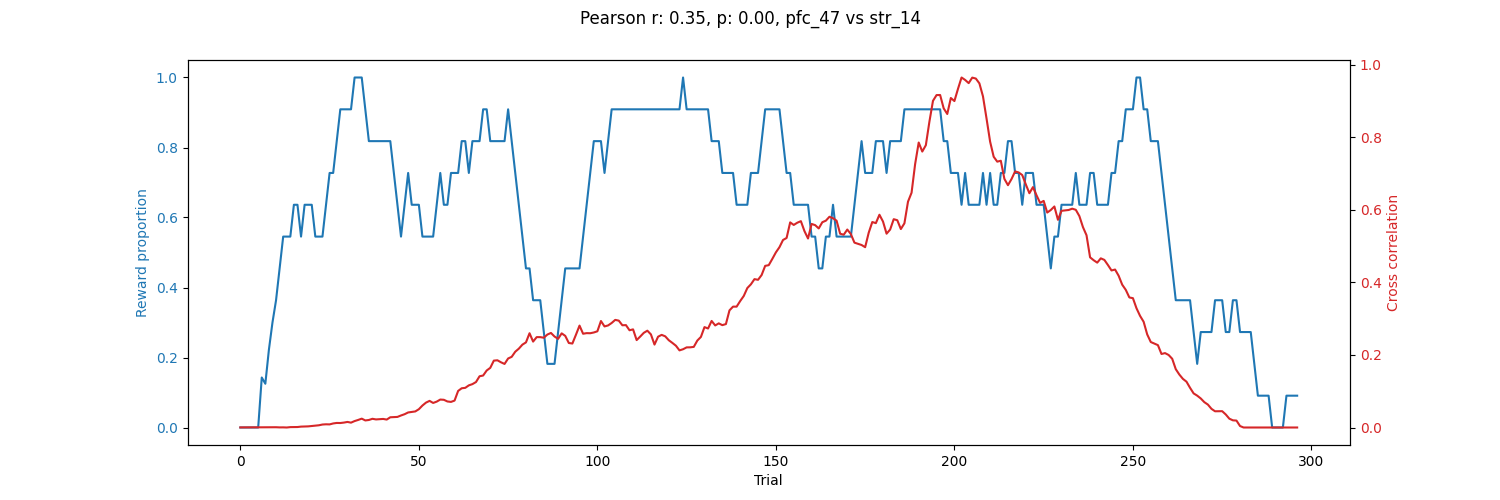 Pearson r: 0.35, p: 0.00, pfc_47 vs str_14
Reward proportion
1.0
0.8
0.6
0.4
0.2
0.0
1.0
0.8
0.6
0.4
0.2
0.0
Cross correlation
0 50 100 150 200 250 300
Trial